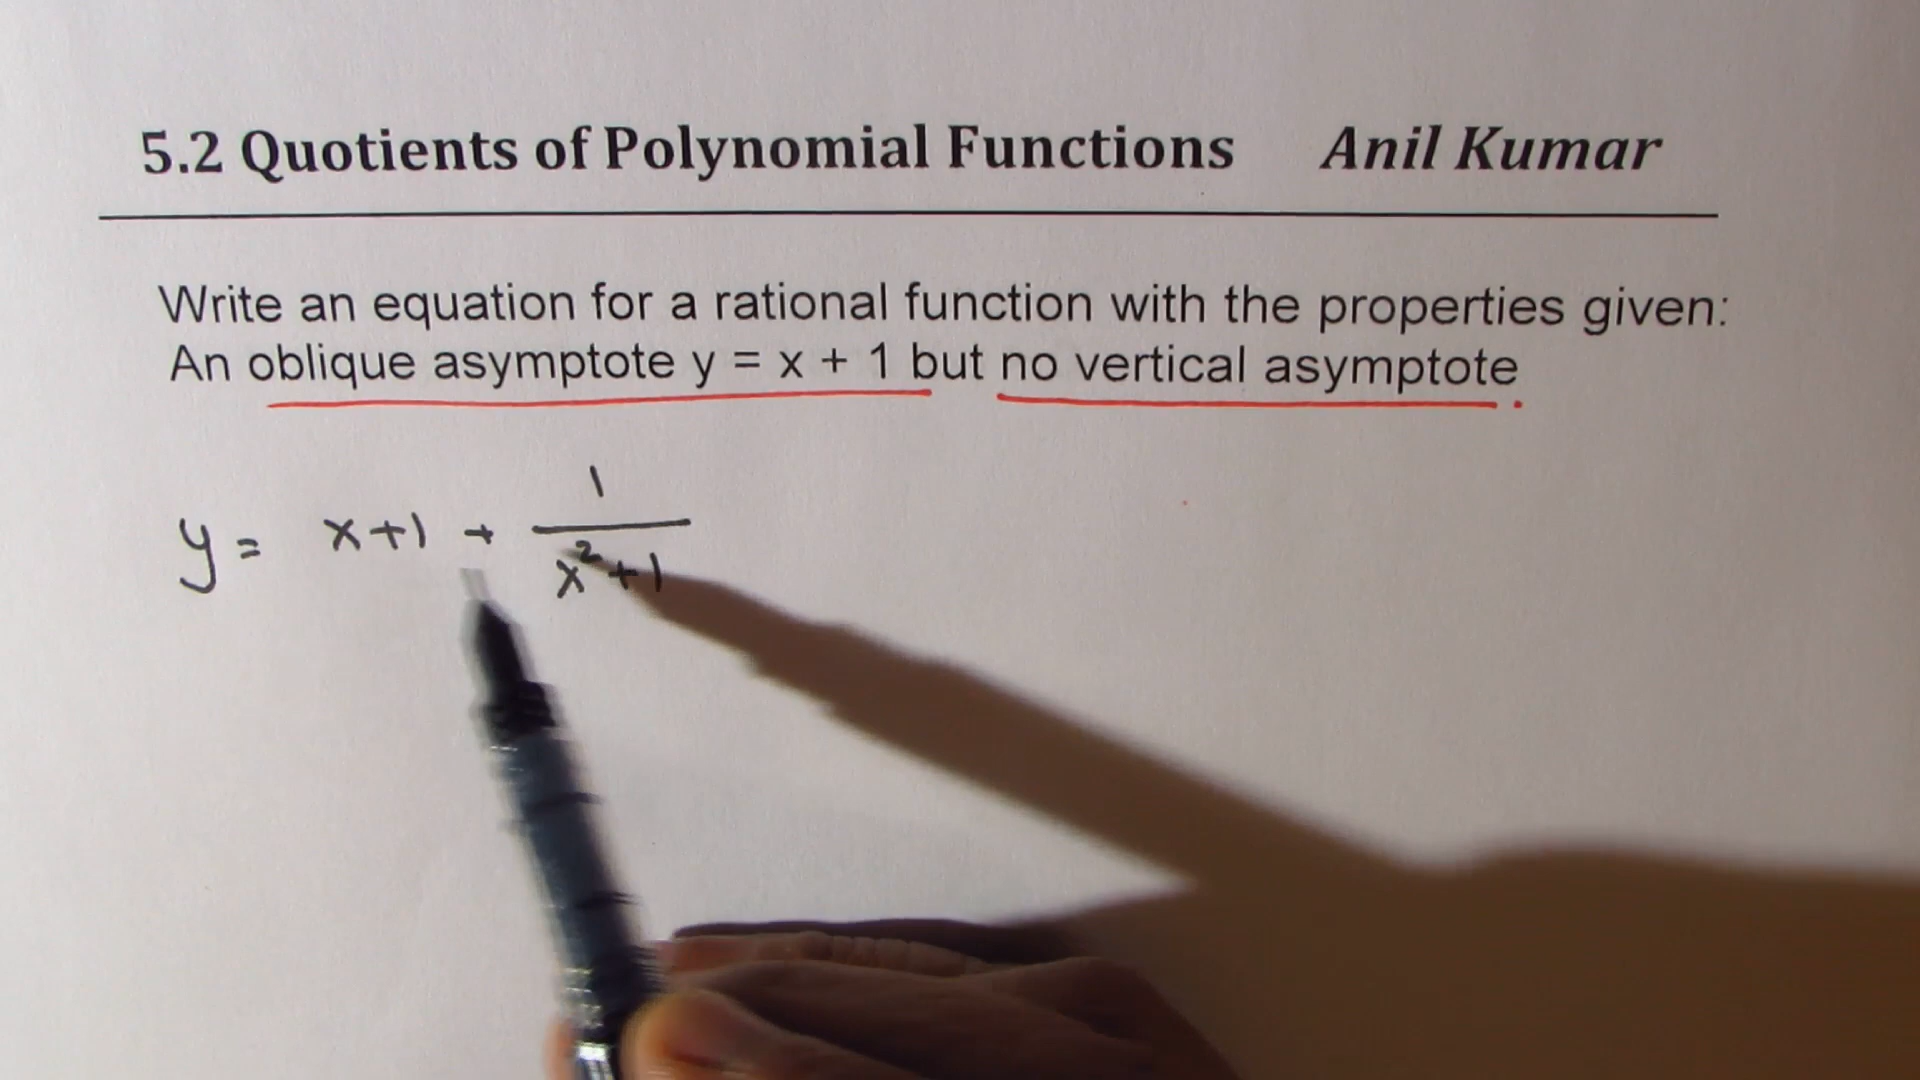 5.2 Quotients of Polynomial Functions Anil Kumar
Write an equation for a rational function with the properties given:
An oblique asymptote y = x + 1 but no vertical asymptote
y = x+1 + 1/(x²+1)